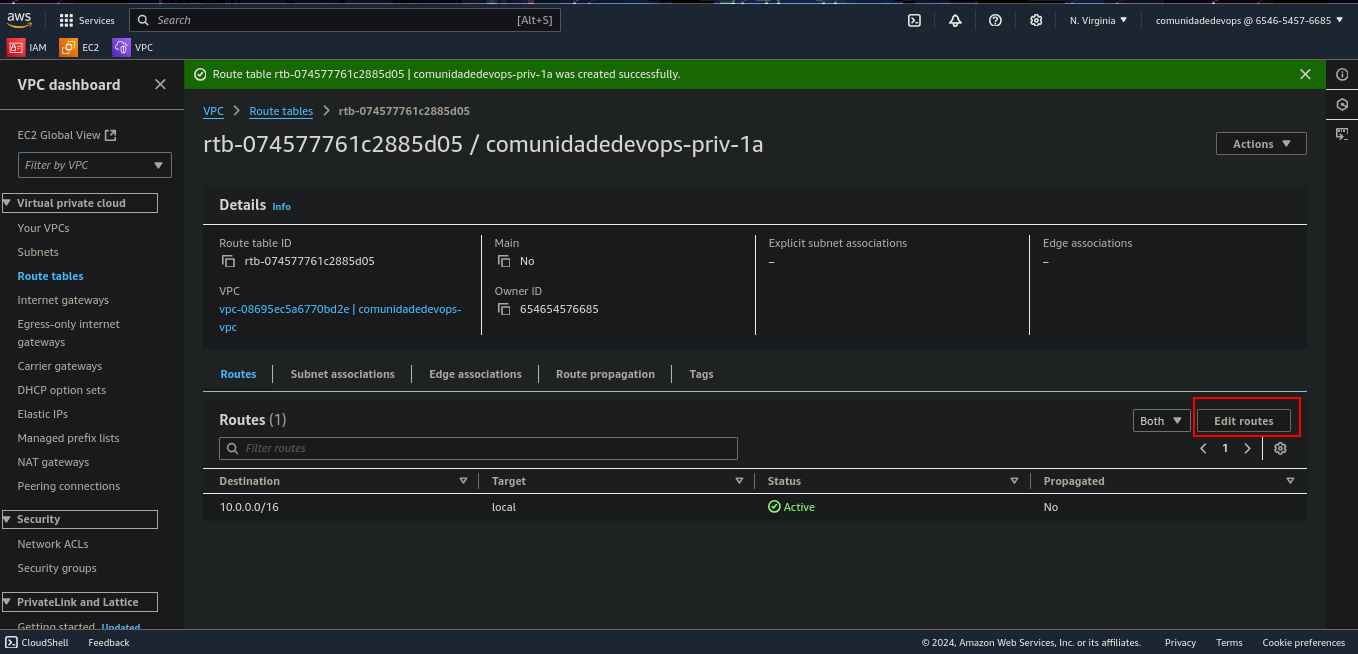 aws
Services
Search
[Alt+S]
N. Virginia
comunidadedevops @ 6546-5457-6685
IAM
EC2
VPC
VPC dashboard
Route table rtb-074577761c2885d05 | comunidadedevops-priv-1a was created successfully.
EC2 Global View
Filter by VPC
Virtual private cloud
Your VPCs
Subnets
Route tables
Internet gateways
Egress-only internet
gateways
Carrier gateways
DHCP option sets
Elastic IPs
Managed prefix lists
NAT gateways
Peering connections
Security
Network ACLs
Security groups
PrivateLink and Lattice
Getting started Updated
VPC
Route tables
rtb-074577761c2885d05
rtb-074577761c2885d05 / comunidadedevops-priv-1a
Actions
Details Info
Route table ID
rtb-074577761c2885d05
VPC
vpc-08695ec5a6770bd2e | comunidadedevops-
vpc
Main
No
Owner ID
654654576685
Explicit subnet associations
–
Edge associations
–
Routes
Subnet associations
Edge associations
Route propagation
Tags
Routes (1)
Both
Edit routes
Filter routes
1
Destination
Target
Status
Propagated
10.0.0.0/16
local
Active
No
CloudShell
Feedback
© 2024, Amazon Web Services, Inc. or its affiliates.
Privacy
Terms
Cookie preferences